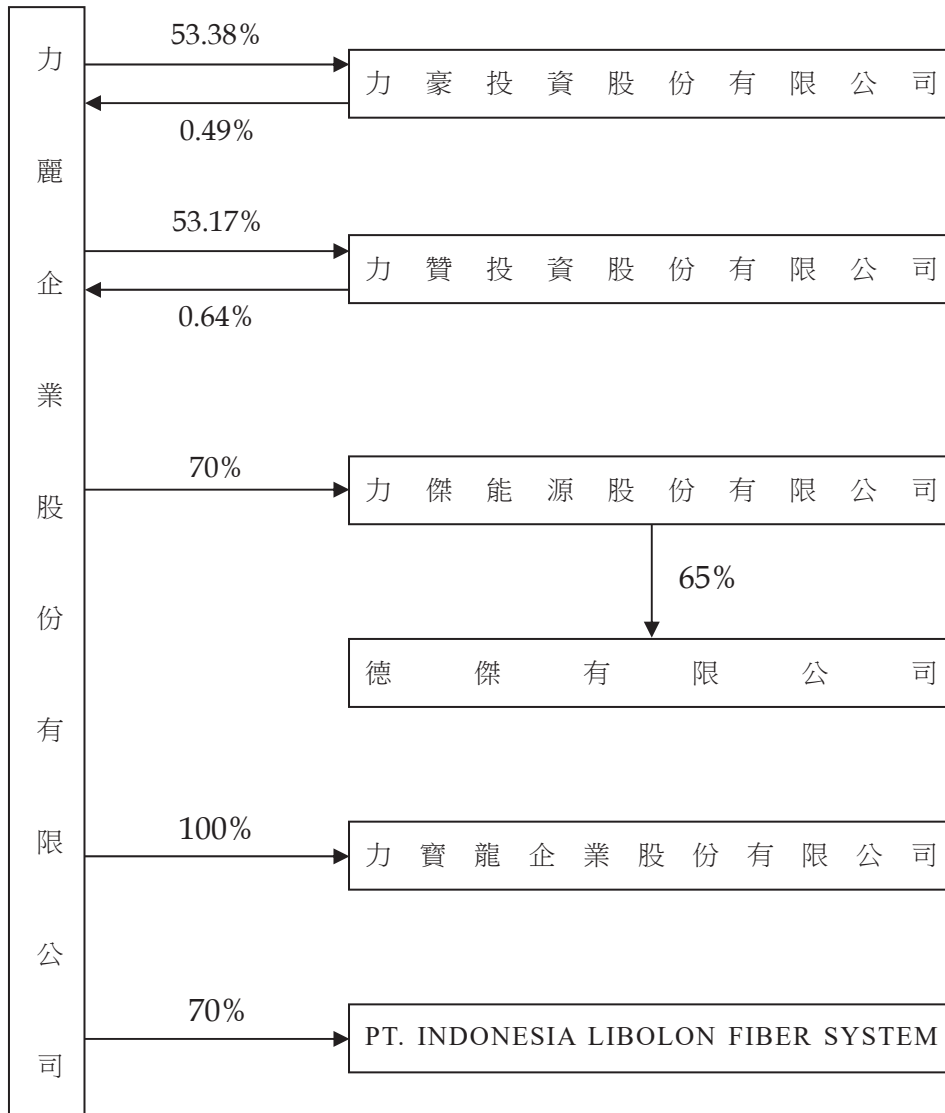 力麗企業股份有限公司
53.38%
力豪投資股份有限公司
0.49%
53.17%
力贊投資股份有限公司
0.64%
70%
力傑能源股份有限公司
65%
德傑有限公司
100%
力寶龍企業股份有限公司
70%
PT. INDONESIA LIBOLON FIBER SYSTEM